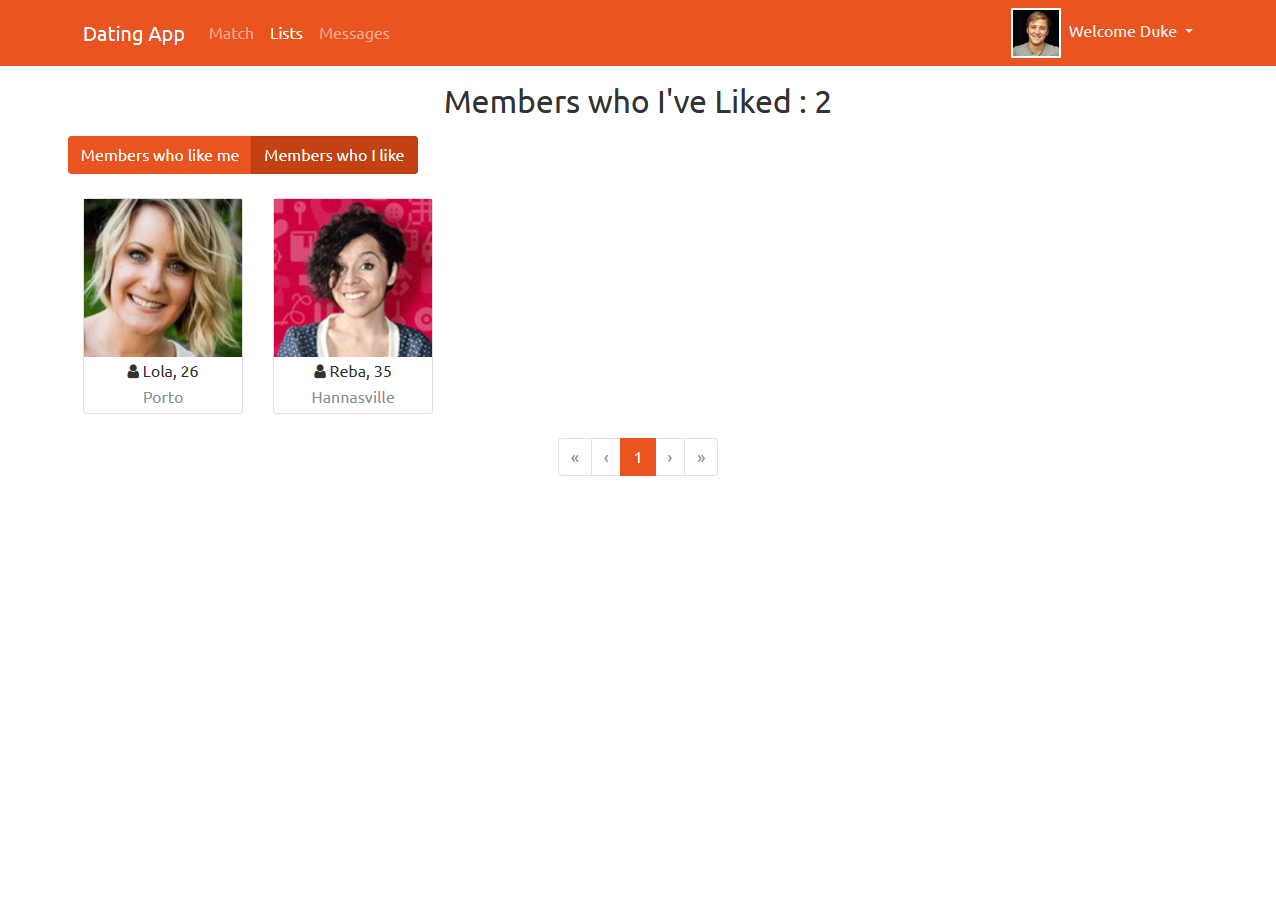 Dating App Match Lists Messages Welcome Duke
Members who I've Liked : 2
Members who like me Members who I like
Lola, 26 Reba, 35
Porto Hannasville
« ‹ 1 › »